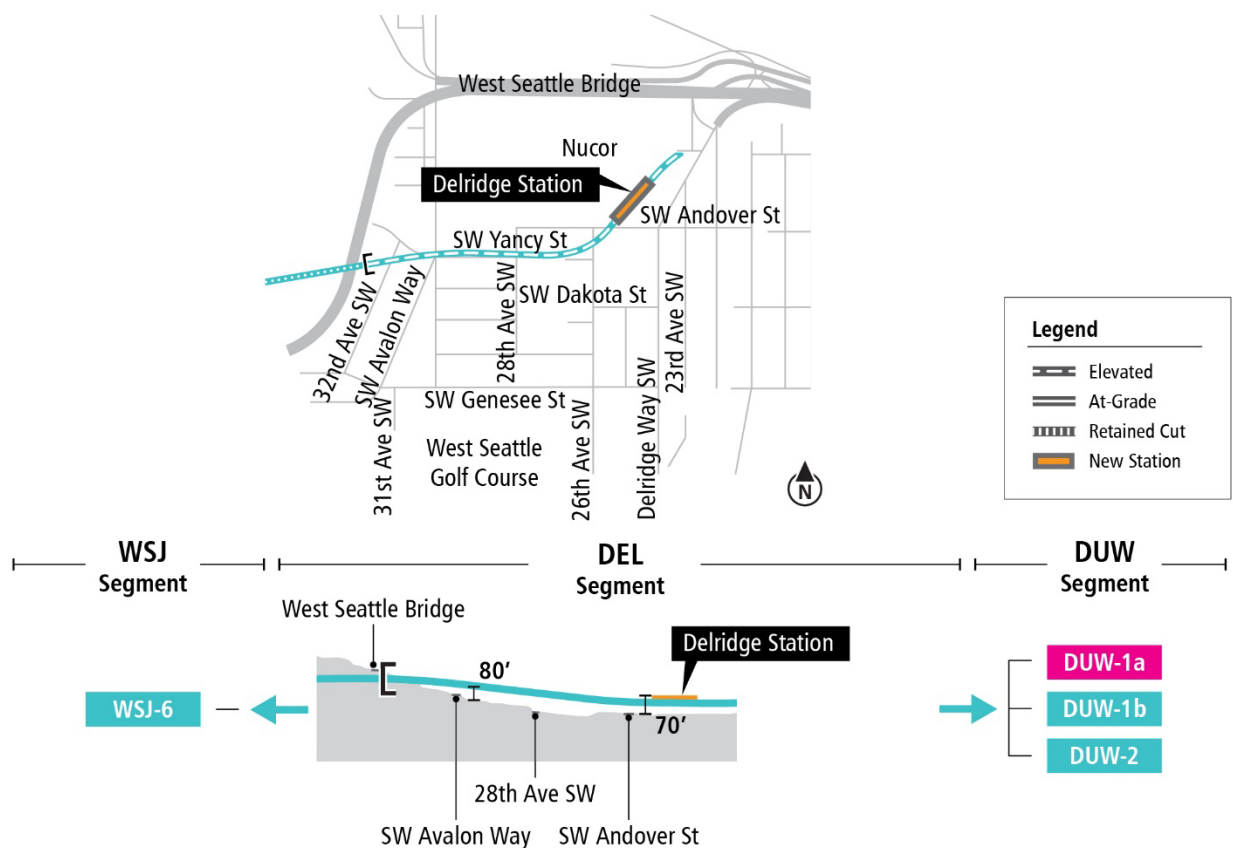 West Seattle Bridge
Nucor
Delridge Station
SW Andover St
SW Yancy St
SW Dakota St
32nd Ave SW
SW Avalon Way
28th Ave SW
23rd Ave SW
SW Genesee St
31st Ave SW
West Seattle
Golf Course
26th Ave SW
Delridge Way SW
N
Legend
Elevated
At-Grade
Retained Cut
New Station
WSJ
Segment
DEL
Segment
DUW
Segment
West Seattle Bridge
Delridge Station
80’
70’
WSJ-6
DUW-1a
DUW-1b
DUW-2
28th Ave SW
SW Avalon Way
SW Andover St